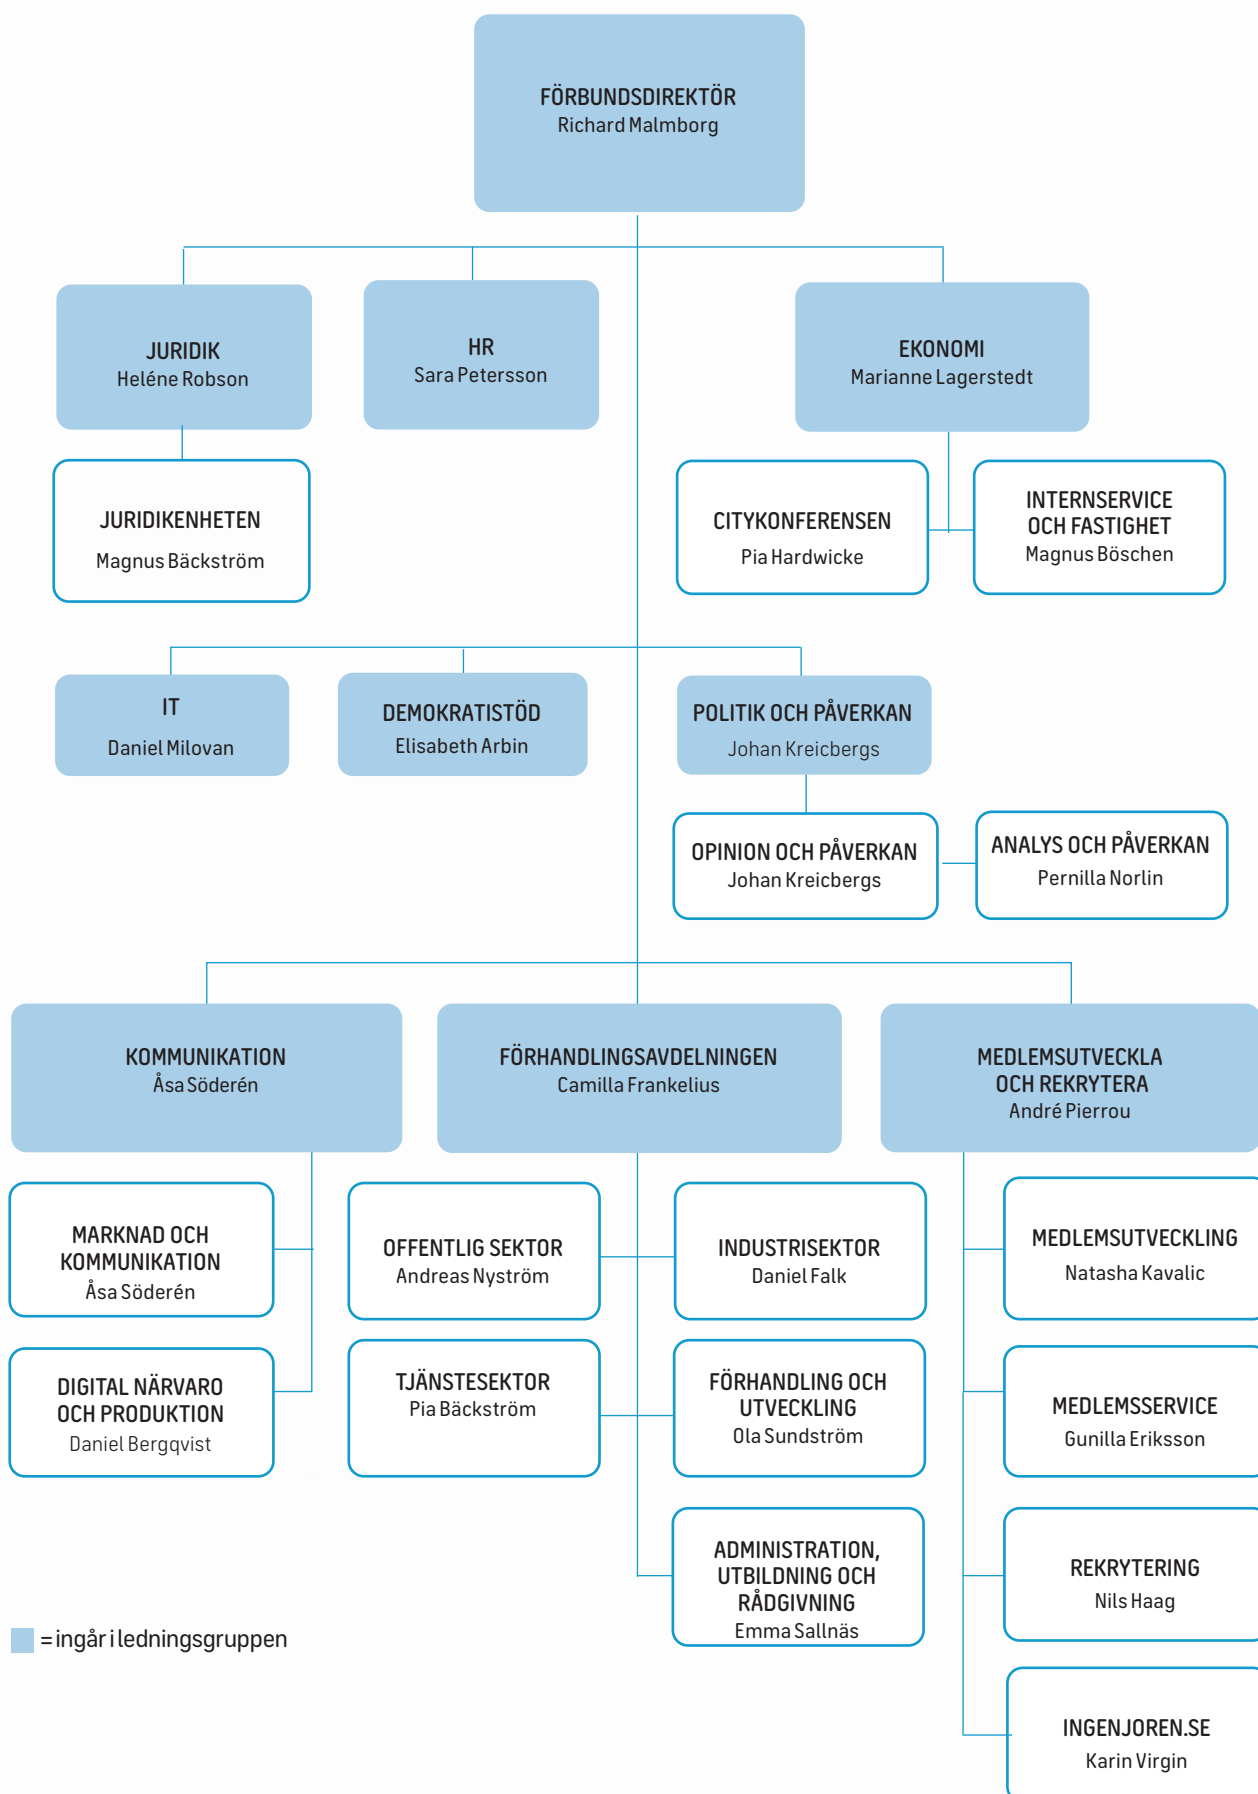 FÖRBUNDSDIREKTÖR
Richard Malmborg
JURIDIK
Heléne Robson
HR
Sara Petersson
EKONOMI
Marianne Lagerstedt
JURIDIKENHETEN
Magnus Bäckström
CITYKONFERENSEN
Pia Hardwicke
INTERNSERVICE
OCH FASTIGHET
Magnus Böschen
IT
Daniel Milovan
DEMOKRATISTÖD
Elisabeth Arbin
POLITIK OCH PÅVERKAN
Johan Kreicbergs
OPINION OCH PÅVERKAN
Johan Kreicbergs
ANALYS OCH PÅVERKAN
Pernilla Norlin
KOMMUNIKATION
Åsa Söderén
FÖRHANDLINGSAVDELNINGEN
Camilla Frankelius
MEDLEMSUTVECKLA
OCH REKRYTERA
André Pierrou
MARKNAD OCH
KOMMUNIKATION
Åsa Söderén
OFFENTLIG SEKTOR
Andreas Nyström
INDUSTRISEKTOR
Daniel Falk
MEDLEMSUTVECKLING
Natasha Kavalic
DIGITAL NÄRVARO
OCH PRODUKTION
Daniel Bergqvist
TJÄNSTESEKTOR
Pia Bäckström
FÖRHANDLING OCH
UTVECKLING
Ola Sundström
MEDLEMSSERVICE
Gunilla Eriksson
ADMINISTRATION,
UTBILDNING OCH
RÅDGIVNING
Emma Sallnäs
REKRYTERING
Nils Haag
= ingår i ledningsgruppen
INGENJOREN.SE
Karin Virgin